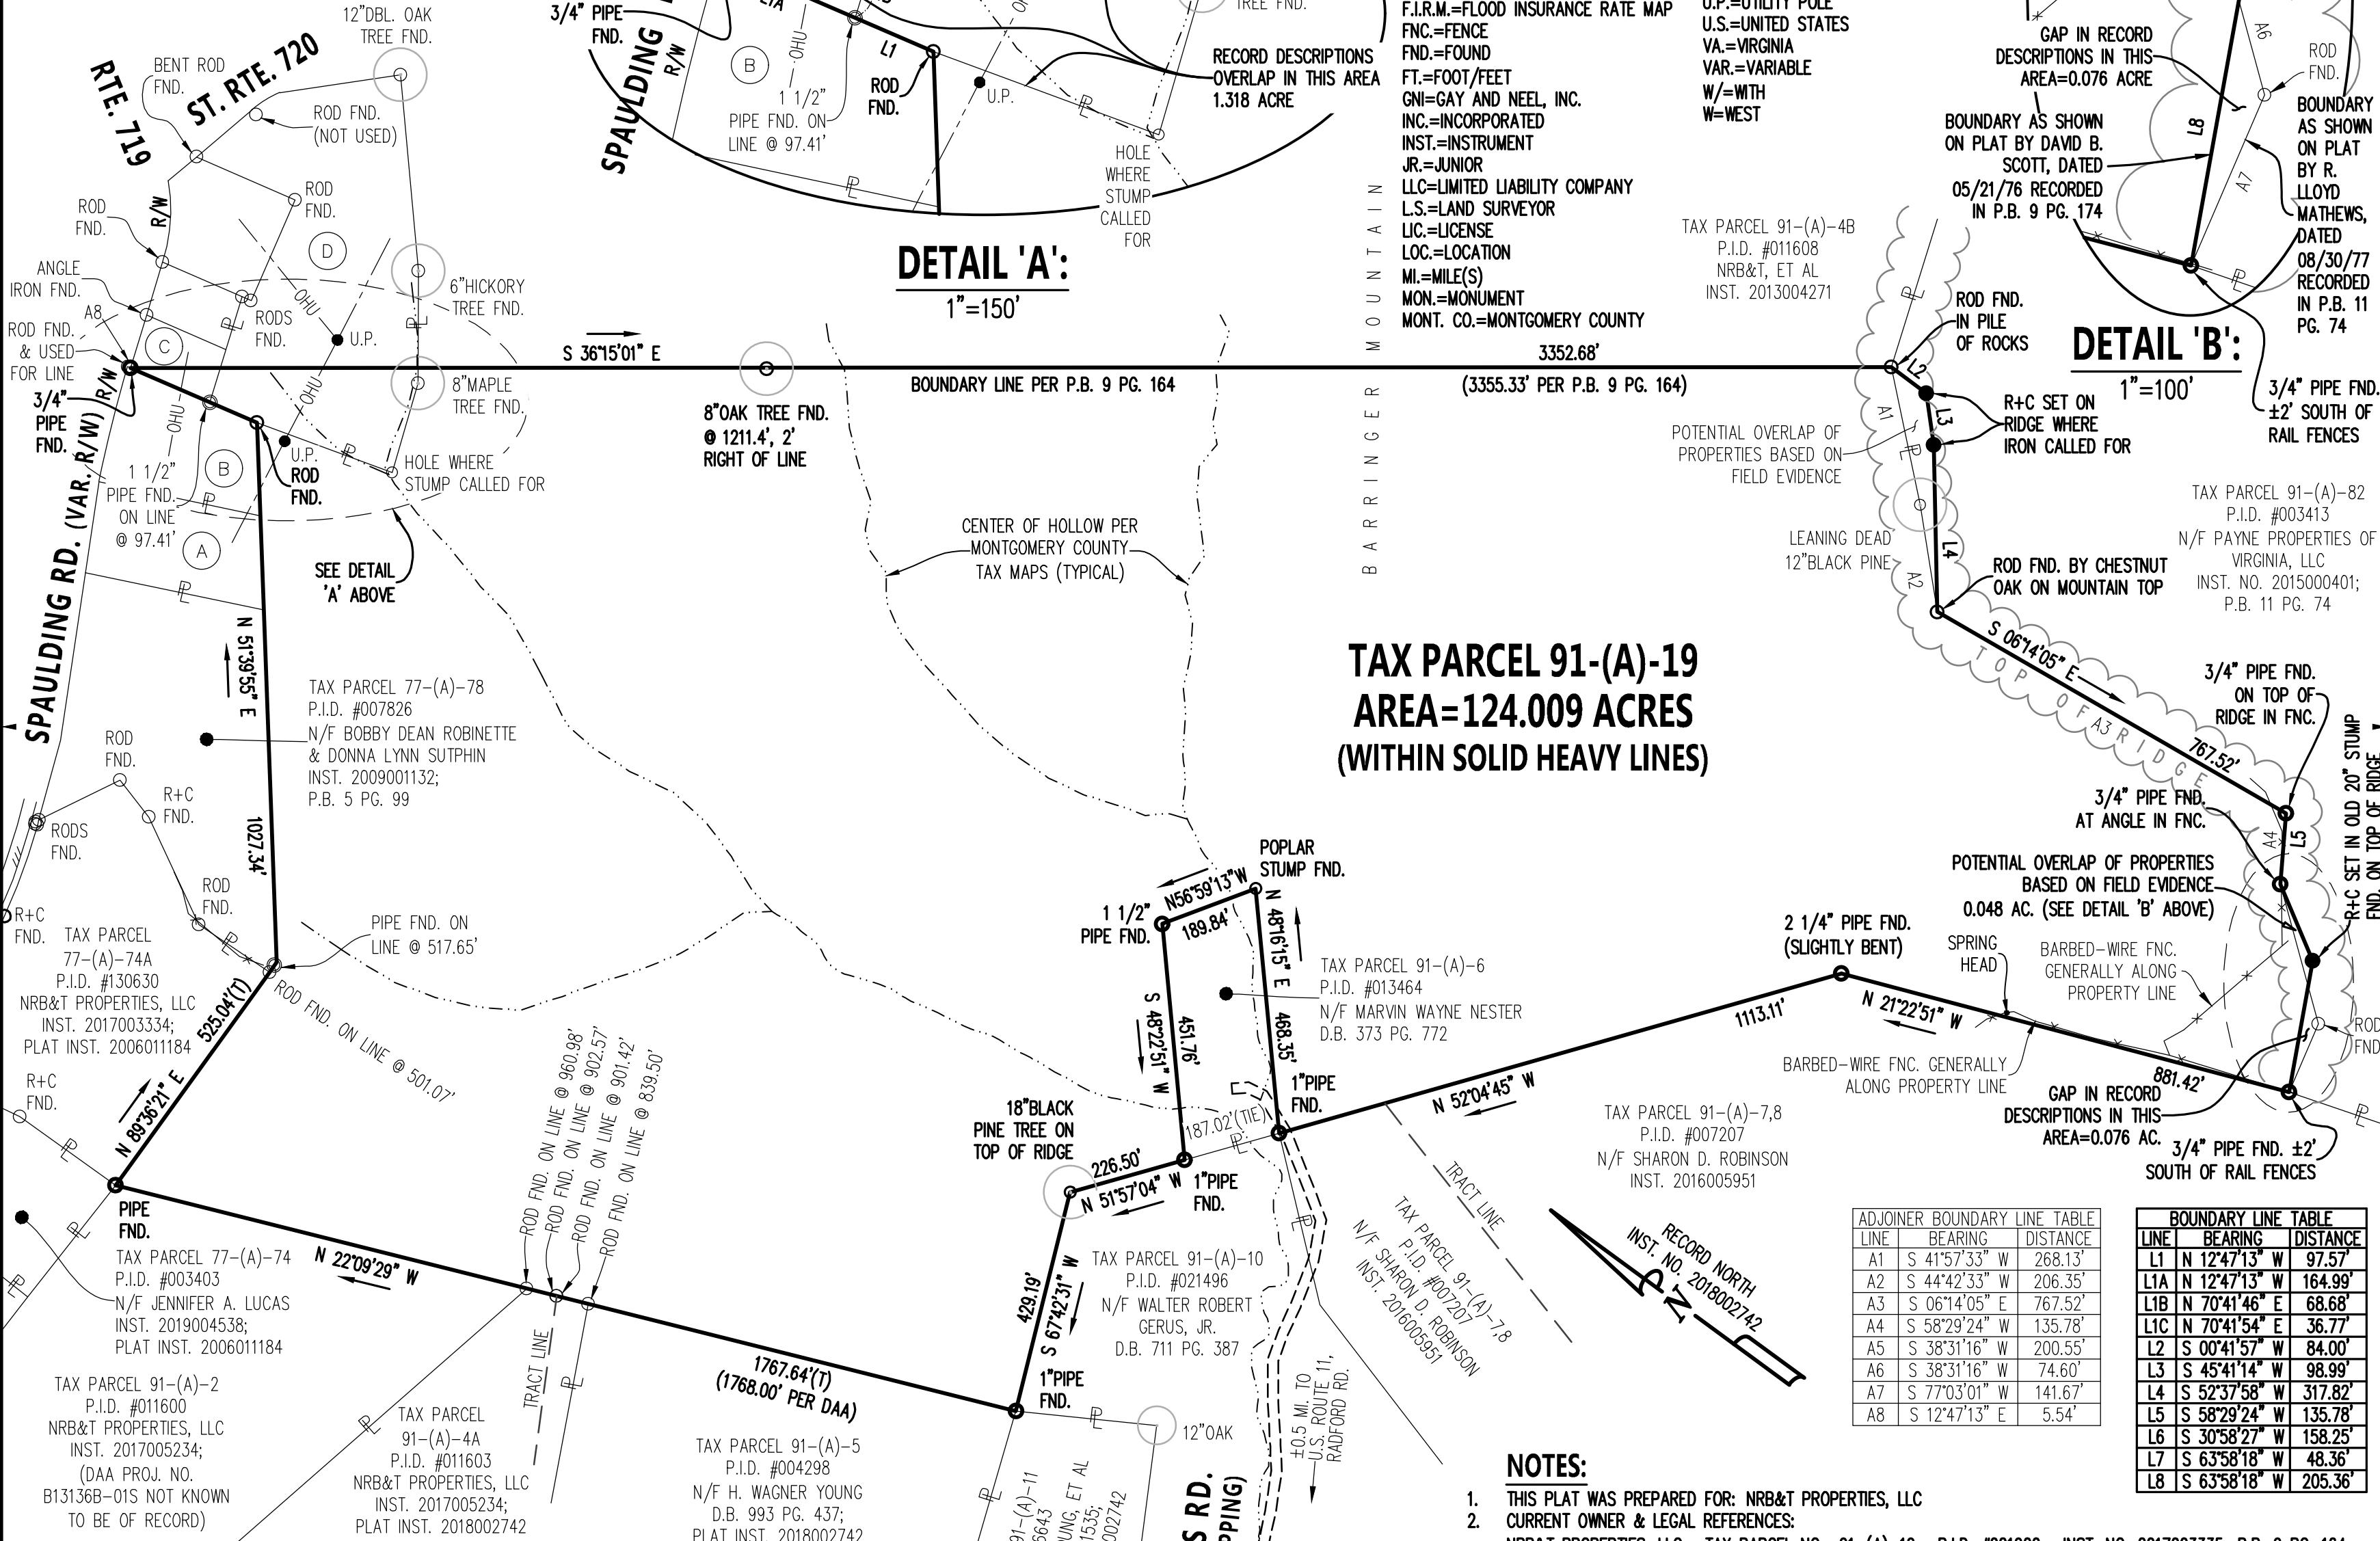 12"DBL. OAK
TREE FND.
BENT ROD
FND.
ST. RTE. 720
RTE. 719
ROD FND.
(NOT USED)
R/W
ROD
FND.
ROD
FND.
D
ANGLE
IRON FND.
A8
ROD FND.
& USED
FOR LINE
C
RODS
FND.
OHU
U.P.
6"HICKORY
TREE FND.
8"MAPLE
TREE FND.
3/4"
PIPE
FND.
R/W
OHU
OHU
1 1/2"
PIPE FND.
ON LINE
@ 97.41'
B
A
U.P.
ROD
FND.
HOLE WHERE
STUMP CALLED FOR
SEE DETAIL
'A' ABOVE
SPAULDING RD. (VAR. R/W)
3/4" PIPE
FND.
SPAULDING
R/W
B
OHU
L1
1 1/2"
PIPE FND. ON
LINE @ 97.41'
ROD
FND.
U.P.
TREE FND.
RECORD DESCRIPTIONS
OVERLAP IN THIS AREA
1.318 ACRE
HOLE
WHERE
STUMP
CALLED
FOR
DETAIL 'A':
1"=150'
F.I.R.M.=FLOOD INSURANCE RATE MAP
FNC.=FENCE
FND.=FOUND
FT.=FOOT/FEET
GNI=GAY AND NEEL, INC.
INC.=INCORPORATED
INST.=INSTRUMENT
JR.=JUNIOR
LLC=LIMITED LIABILITY COMPANY
L.S.=LAND SURVEYOR
LIC.=LICENSE
LOC.=LOCATION
MI.=MILE(S)
MON.=MONUMENT
MONT. CO.=MONTGOMERY COUNTY
U.P.=UTILITY POLE
U.S.=UNITED STATES
VA.=VIRGINIA
VAR.=VARIABLE
W/=WITH
W=WEST
GAP IN RECORD
DESCRIPTIONS IN THIS
AREA=0.076 ACRE
BOUNDARY AS SHOWN
ON PLAT BY DAVID B.
SCOTT, DATED
05/21/76 RECORDED
IN P.B. 9 PG. 174
A6
ROD
FND.
L8
A7
BOUNDARY
AS SHOWN
ON PLAT
BY R.
LLOYD
MATHEWS,
DATED
08/30/77
RECORDED
IN P.B. 11
PG. 74
DETAIL 'B':
1"=100'
3/4" PIPE FND.
±2' SOUTH OF
RAIL FENCES
TAX PARCEL 91-(A)-4B
P.I.D. #011608
NRB&T, ET AL
INST. 2013004271
S 36°15'01" E
3352.68'
BOUNDARY LINE PER P.B. 9 PG. 164
(3355.33' PER P.B. 9 PG. 164)
8"OAK TREE FND.
@ 1211.4', 2'
RIGHT OF LINE
BARRINGER MOUNTAIN
ROD FND.
IN PILE
OF ROCKS
L2
L3
A1
R+C SET ON
RIDGE WHERE
IRON CALLED FOR
POTENTIAL OVERLAP OF
PROPERTIES BASED ON
FIELD EVIDENCE
LEANING DEAD
12"BLACK PINE
L4
A2
ROD FND. BY CHESTNUT
OAK ON MOUNTAIN TOP
TAX PARCEL 91-(A)-82
P.I.D. #003413
N/F PAYNE PROPERTIES OF
VIRGINIA, LLC
INST. NO. 2015000401;
P.B. 11 PG. 74
CENTER OF HOLLOW PER
MONTGOMERY COUNTY
TAX MAPS (TYPICAL)
TAX PARCEL 91-(A)-19
AREA=124.009 ACRES
(WITHIN SOLID HEAVY LINES)
S 06°14'05" E
767.52'
TOP OF RIDGE
A3
3/4" PIPE FND.
ON TOP OF
RIDGE IN FNC.
3/4" PIPE FND.
AT ANGLE IN FNC.
A4
L5
R+C SET IN OLD 20" STUMP
FND. ON TOP OF RIDGE
POTENTIAL OVERLAP OF PROPERTIES
BASED ON FIELD EVIDENCE
0.048 AC. (SEE DETAIL 'B' ABOVE)
N 51°39'55" E
1027.34'
TAX PARCEL 77-(A)-78
P.I.D. #007826
N/F BOBBY DEAN ROBINETTE
& DONNA LYNN SUTPHIN
INST. 2009001132;
P.B. 5 PG. 99
ROD
FND.
R+C
FND.
RODS
FND.
ROD
FND.
R+C
FND.
PIPE FND. ON
LINE @ 517.65'
TAX PARCEL
77-(A)-74A
P.I.D. #130630
NRB&T PROPERTIES, LLC
INST. 2017003334;
PLAT INST. 2006011184
525.04'(T)
N 89°36'21" E
ROD FND. ON LINE @ 501.07'
R+C
FND.
PIPE
FND.
TAX PARCEL 77-(A)-74
P.I.D. #003403
N/F JENNIFER A. LUCAS
INST. 2019004538;
PLAT INST. 2006011184
TAX PARCEL 91-(A)-2
P.I.D. #011600
NRB&T PROPERTIES, LLC
INST. 2017005234;
(DAA PROJ. NO.
B13136B-01S NOT KNOWN
TO BE OF RECORD)
N 22°09'29" W
ROD FND. ON LINE @ 960.98'
ROD FND. ON LINE @ 902.57'
ROD FND. ON LINE @ 901.42'
ROD FND. ON LINE @ 839.50'
TRACT LINE
TAX PARCEL
91-(A)-4A
P.I.D. #011603
NRB&T PROPERTIES, LLC
INST. 2017005234;
PLAT INST. 2018002742
1767.64'(T)
(1768.00' PER DAA)
TAX PARCEL 91-(A)-5
P.I.D. #004298
N/F H. WAGNER YOUNG
D.B. 993 PG. 437;
PLAT INST. 2018002742
POPLAR
STUMP FND.
N56°59'13"W
189.84'
1 1/2"
PIPE FND.
N 48°16'15" E
468.35'
S 48°22'51" W
451.76'
TAX PARCEL 91-(A)-6
P.I.D. #013464
N/F MARVIN WAYNE NESTER
D.B. 373 PG. 772
187.02'(TIE)
1"PIPE
FND.
1"PIPE
FND.
18"BLACK
PINE TREE ON
TOP OF RIDGE
226.50'
N 51°57'04" W
429.19'
S 67°42'31" W
1"PIPE
FND.
12"OAK
TAX PARCEL 91-(A)-10
P.I.D. #021496
N/F WALTER ROBERT
GERUS, JR.
D.B. 711 PG. 387
N 52°04'45" W
1113.11'
2 1/4" PIPE FND.
(SLIGHTLY BENT)
SPRING
HEAD
BARBED-WIRE FNC.
GENERALLY ALONG
PROPERTY LINE
N 21°22'51" W
881.42'
BARBED-WIRE FNC. GENERALLY
ALONG PROPERTY LINE
ROD
FND.
GAP IN RECORD
DESCRIPTIONS IN THIS
AREA=0.076 AC.
3/4" PIPE FND. ±2'
SOUTH OF RAIL FENCES
TAX PARCEL 91-(A)-7,8
P.I.D. #007207
N/F SHARON D. ROBINSON
INST. 2016005951
TRACT LINE
TAX PARCEL 91-(A)-7,8
P.I.D. #007207
N/F SHARON D. ROBINSON
INST. 2016005951
RECORD NORTH
INST. NO. 2018002742
N
±0.5 MI. TO
U.S. ROUTE 11,
RADFORD RD.
91-(A)-11
S RD.
ADJOINER BOUNDARY LINE TABLE
LINE BEARING DISTANCE
A1 S 41°57'33" W 268.13'
A2 S 44°42'33" W 206.35'
A3 S 06°14'05" E 767.52'
A4 S 58°29'24" W 135.78'
A5 S 38°31'16" W 200.55'
A6 S 38°31'16" W 74.60'
A7 S 77°03'01" W 141.67'
A8 S 12°47'13" E 5.54'
BOUNDARY LINE TABLE
LINE BEARING DISTANCE
L1 N 12°47'13" W 97.57'
L1A N 12°47'13" W 164.99'
L1B N 70°41'46" E 68.68'
L1C N 70°41'54" E 36.77'
L2 S 00°41'57" W 84.00'
L3 S 45°41'14" W 98.99'
L4 S 52°37'58" W 317.82'
L5 S 58°29'24" W 135.78'
L6 S 30°58'27" W 158.25'
L7 S 63°58'18" W 48.36'
L8 S 63°58'18" W 205.36'
NOTES:
1. THIS PLAT WAS PREPARED FOR: NRB&T PROPERTIES, LLC
2. CURRENT OWNER & LEGAL REFERENCES: